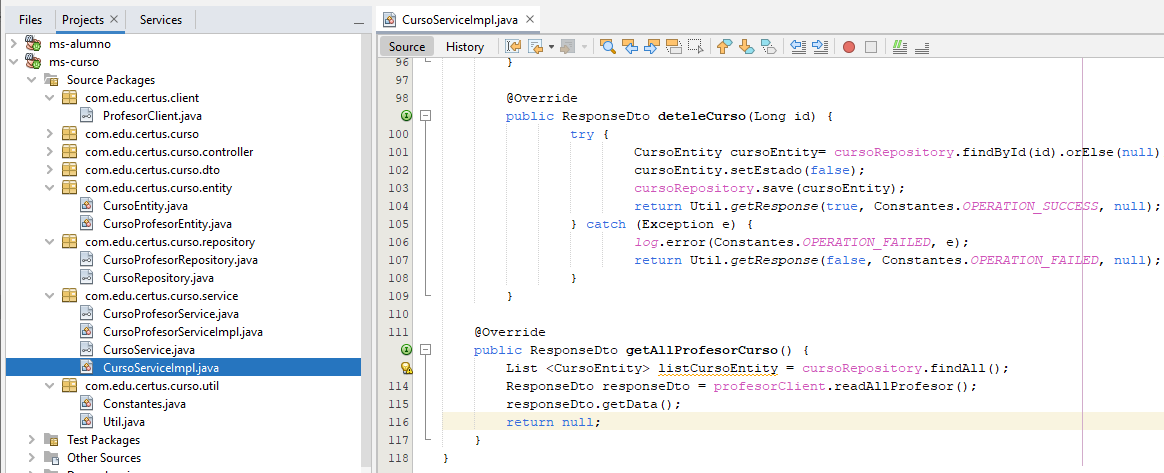 Files Projects Services
ms-alumno
ms-curso
Source Packages
com.edu.certus.client
ProfesorClient.java
com.edu.certus.curso
com.edu.certus.curso.controller
com.edu.certus.curso.dto
com.edu.certus.curso.entity
CursoEntity.java
CursoProfesorEntity.java
com.edu.certus.curso.repository
CursoProfesorRepository.java
CursoRepository.java
com.edu.certus.curso.service
CursoProfesorService.java
CursoProfesorServiceImpl.java
CursoService.java
CursoServiceImpl.java
com.edu.certus.curso.util
Constantes.java
Util.java
Test Packages
Other Sources
CursoServiceImpl.java
Source History
96 }
97
98 @Override
public ResponseDto deteleCurso(Long id) {
100 try {
101 CursoEntity cursoEntity= cursoRepository.findById(id).orElse(null)
102 cursoEntity.setEstado(false);
103 cursoRepository.save(cursoEntity);
104 return Util.getResponse(true, Constantes.OPERATION_SUCCESS, null);
105 } catch (Exception e) {
106 log.error(Constantes.OPERATION_FAILED, e);
107 return Util.getResponse(false, Constantes.OPERATION_FAILED, null);
108 }
109 }
110
111 @Override
public ResponseDto getAllProfesorCurso() {
List <CursoEntity> listCursoEntity = cursoRepository.findAll();
114 ResponseDto responseDto = profesorClient.readAllProfesor();
115 responseDto.getData();
116 return null;
117 }
118 }